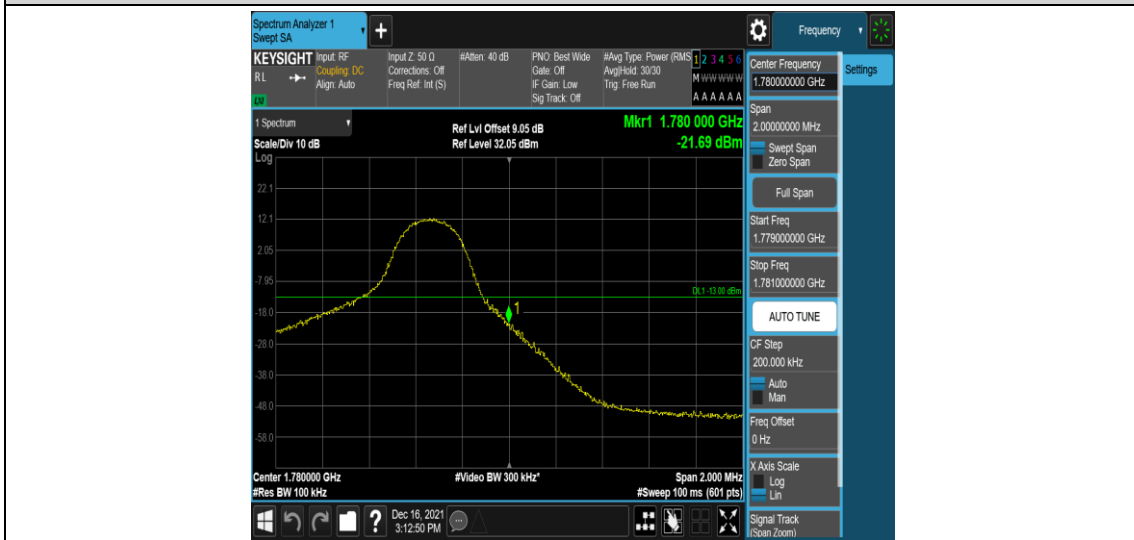 Spectrum Analyzer 1
Swept SA
+
Frequency
KEYSIGHT
RL
Input: RF
Coupling: DC
Align: Auto
Input Z: 50 Ω
Corrections: Off
Freq Ref: Int (S)
#Atten: 40 dB
PNO: Best Wide
Gate: Off
IF Gain: Low
Sig Track: Off
#Avg Type: Power (RMS
Avg|Hold: 30/30
Trig: Free Run
1 2 3 4 5 6
M W W W W W
A A A A A A
Center Frequency
1.780000000 GHz
Settings
Span
2.00000000 MHz
Swept Span
Zero Span
Full Span
Start Freq
1.779000000 GHz
Stop Freq
1.781000000 GHz
AUTO TUNE
CF Step
200.000 kHz
Auto
Man
Freq Offset
0 Hz
X Axis Scale
Log
Lin
Signal Track
(Span Zoom)
1 Spectrum
Scale/Div 10 dB
Log
Ref Lvl Offset 9.05 dB
Ref Level 32.05 dBm
Mkr1 1.780 000 GHz
-21.69 dBm
22.1
12.1
2.05
-7.95
-18.0
-28.0
-38.0
-48.0
-58.0
DL1 -13.00 dBm
1
Center 1.780000 GHz
#Res BW 100 kHz
#Video BW 300 kHz*
Span 2.000 MHz
#Sweep 100 ms (601 pts)
?
Dec 16, 2021
3:12:50 PM